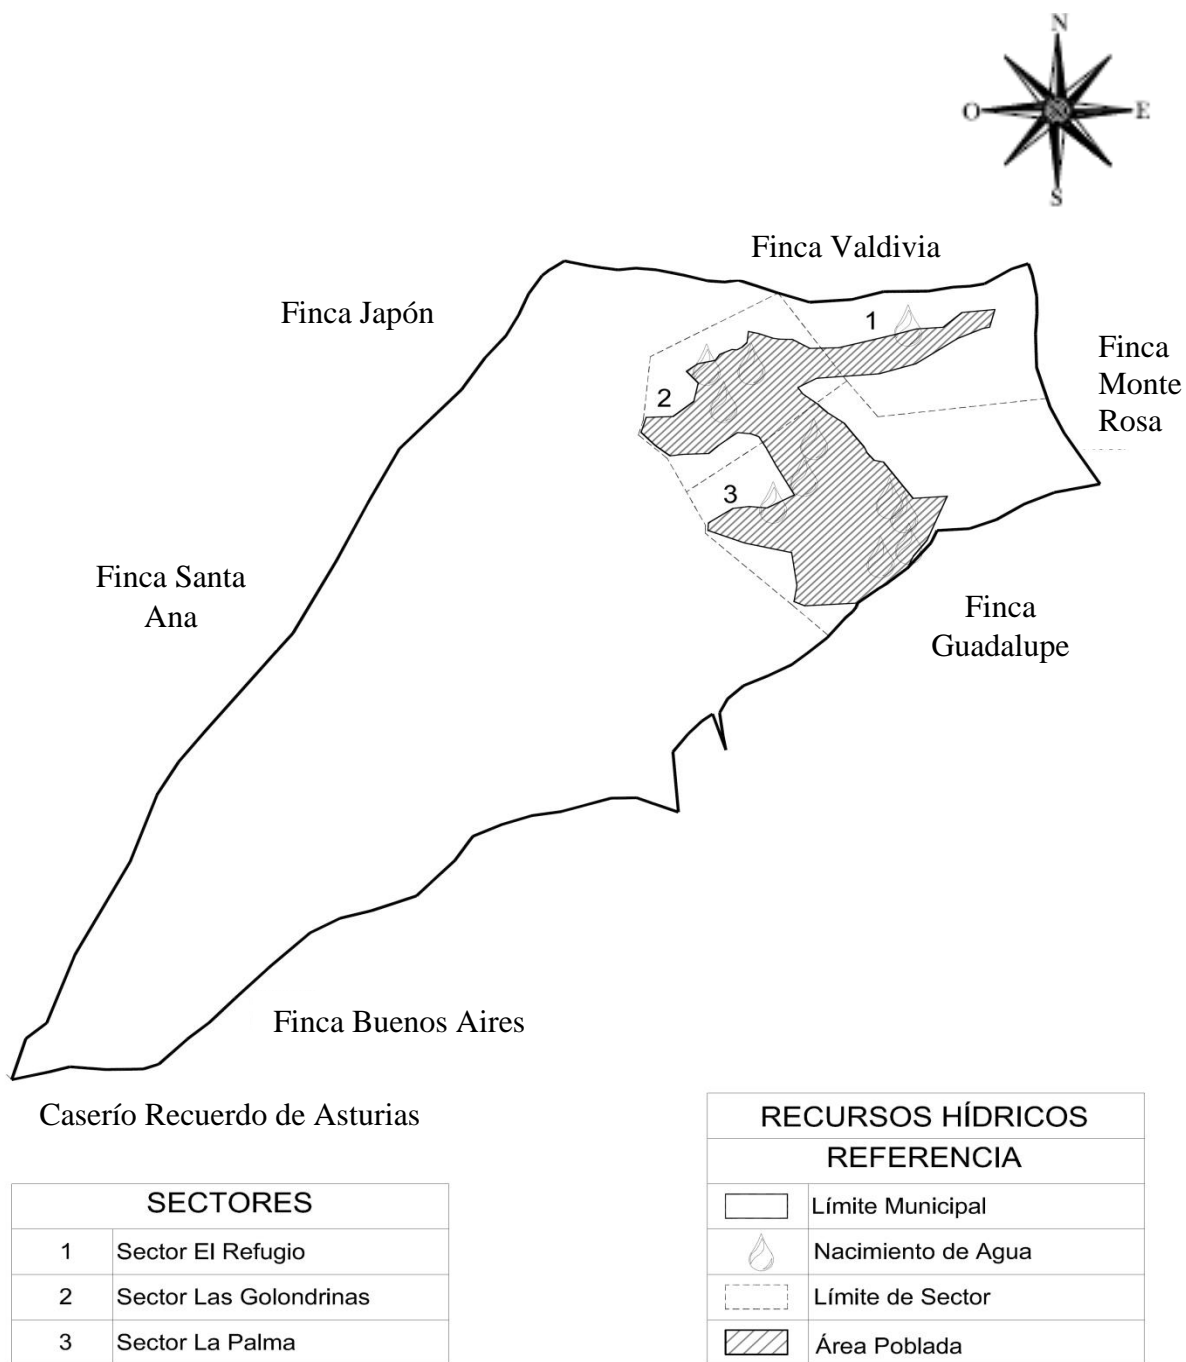 N
O
E
S
Finca Valdivia
Finca Japón
1
Finca
Monte
Rosa
2
3
Finca Santa
Ana
Finca
Guadalupe
Finca Buenos Aires
Caserío Recuerdo de Asturias
RECURSOS HÍDRICOS
REFERENCIA
Límite Municipal
Nacimiento de Agua
Límite de Sector
Área Poblada
SECTORES
1 Sector El Refugio
2 Sector Las Golondrinas
3 Sector La Palma